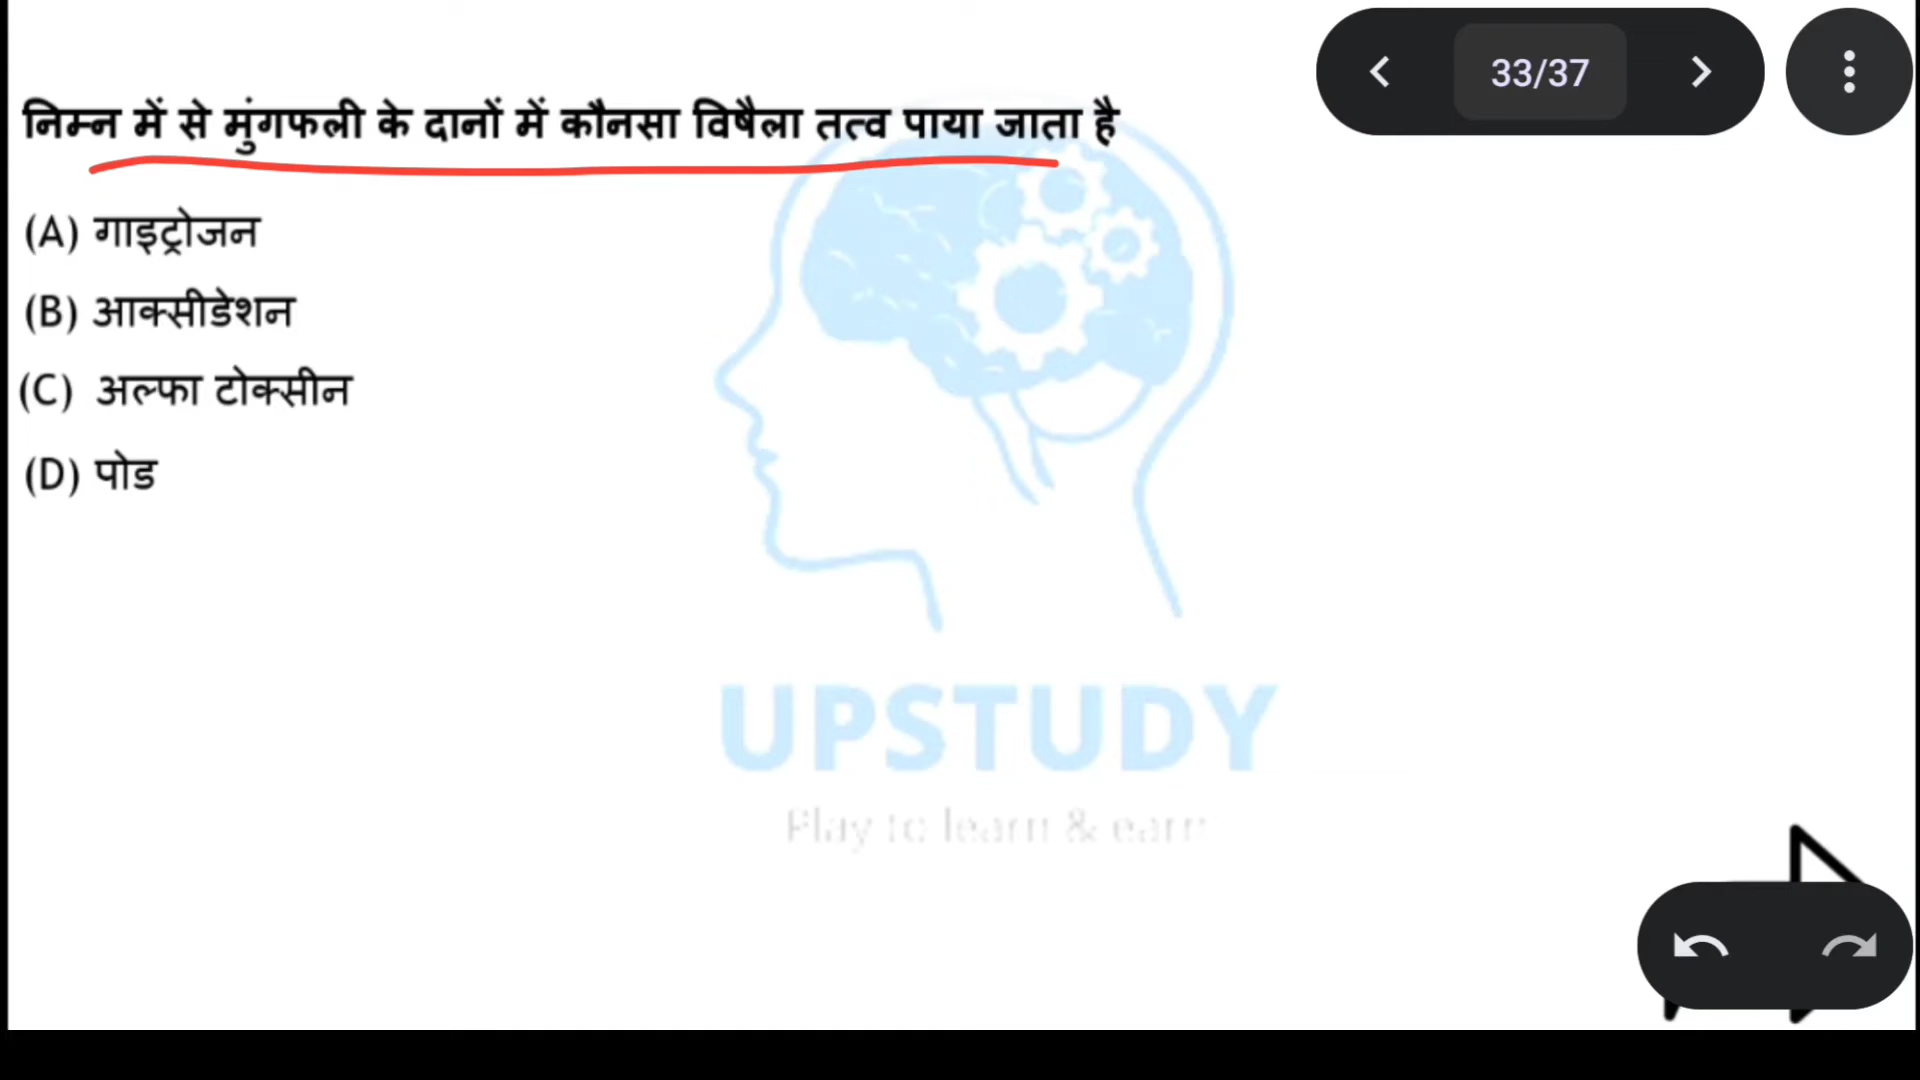 33/37
निम्न में से मुंगफली के दानों में कौनसा विषैला तत्व पाया जाता है
(A) गाइट्रोजन
(B) आक्सीडेशन
(C) अल्फा टोक्सीन
(D) पोड
UPSTUDY
Play to learn & earn